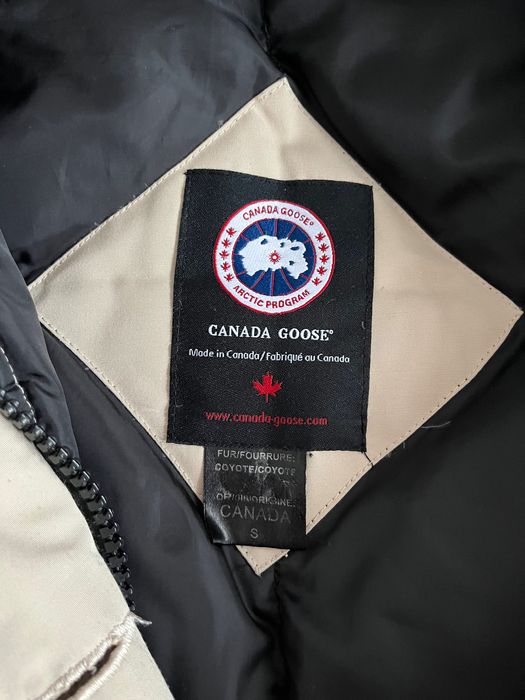 CANADA GOOSE®
ARCTIC PROGRAM
CANADA GOOSE®
Made in Canada/Fabriqué au Canada
www.canada-goose.com
FUR/FOURRURE:
COYOTE/COYOTE
CANADA
S